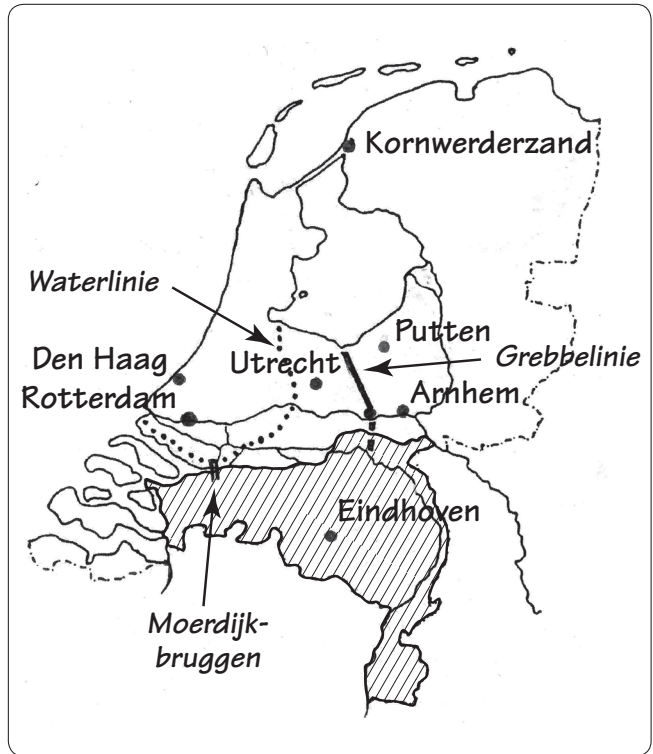 Kornwerderzand
Waterlinie
Putten
Den Haag
Utrecht
Grebbelinie
Rotterdam
Arnhem
Eindhoven
Moerdijk-
bruggen